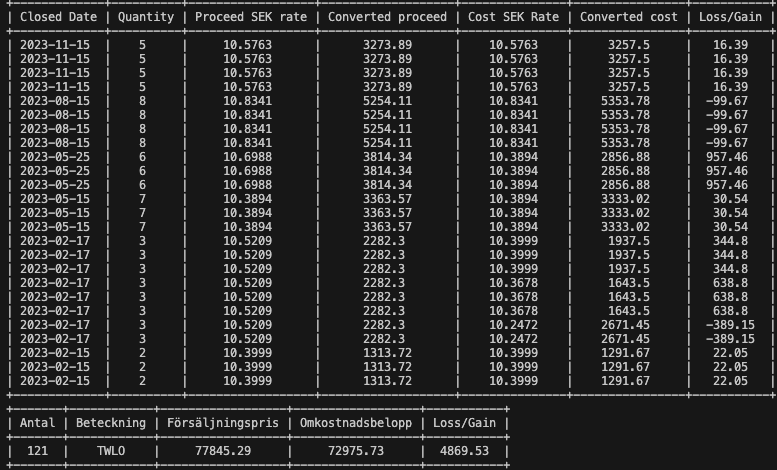 Closed Date | Quantity | Proceed SEK rate | Converted proceed | Cost SEK Rate | Converted cost | Loss/Gain
2023-11-15 | 5 | 10.5763 | 3273.89 | 10.5763 | 3257.5 | 16.39
2023-11-15 | 5 | 10.5763 | 3273.89 | 10.5763 | 3257.5 | 16.39
2023-11-15 | 5 | 10.5763 | 3273.89 | 10.5763 | 3257.5 | 16.39
2023-11-15 | 5 | 10.5763 | 3273.89 | 10.5763 | 3257.5 | 16.39
2023-08-15 | 8 | 10.8341 | 5254.11 | 10.8341 | 5353.78 | -99.67
2023-08-15 | 8 | 10.8341 | 5254.11 | 10.8341 | 5353.78 | -99.67
2023-08-15 | 8 | 10.8341 | 5254.11 | 10.8341 | 5353.78 | -99.67
2023-08-15 | 8 | 10.8341 | 5254.11 | 10.8341 | 5353.78 | -99.67
2023-05-25 | 6 | 10.6988 | 3814.34 | 10.3894 | 2856.88 | 957.46
2023-05-25 | 6 | 10.6988 | 3814.34 | 10.3894 | 2856.88 | 957.46
2023-05-25 | 6 | 10.6988 | 3814.34 | 10.3894 | 2856.88 | 957.46
2023-05-15 | 7 | 10.3894 | 3363.57 | 10.3894 | 3333.02 | 30.54
2023-05-15 | 7 | 10.3894 | 3363.57 | 10.3894 | 3333.02 | 30.54
2023-05-15 | 7 | 10.3894 | 3363.57 | 10.3894 | 3333.02 | 30.54
2023-02-17 | 3 | 10.5209 | 2282.3 | 10.3999 | 1937.5 | 344.8
2023-02-17 | 3 | 10.5209 | 2282.3 | 10.3999 | 1937.5 | 344.8
2023-02-17 | 3 | 10.5209 | 2282.3 | 10.3999 | 1937.5 | 344.8
2023-02-17 | 3 | 10.5209 | 2282.3 | 10.3678 | 1643.5 | 638.8
2023-02-17 | 3 | 10.5209 | 2282.3 | 10.3678 | 1643.5 | 638.8
2023-02-17 | 3 | 10.5209 | 2282.3 | 10.3678 | 1643.5 | 638.8
2023-02-17 | 3 | 10.5209 | 2282.3 | 10.2472 | 2671.45 | -389.15
2023-02-17 | 3 | 10.5209 | 2282.3 | 10.2472 | 2671.45 | -389.15
2023-02-15 | 2 | 10.3999 | 1313.72 | 10.3999 | 1291.67 | 22.05
2023-02-15 | 2 | 10.3999 | 1313.72 | 10.3999 | 1291.67 | 22.05
2023-02-15 | 2 | 10.3999 | 1313.72 | 10.3999 | 1291.67 | 22.05
Antal | Beteckning | Försäljningspris | Omkostnadsbelopp | Loss/Gain
121 | TWLO | 77845.29 | 72975.73 | 4869.53